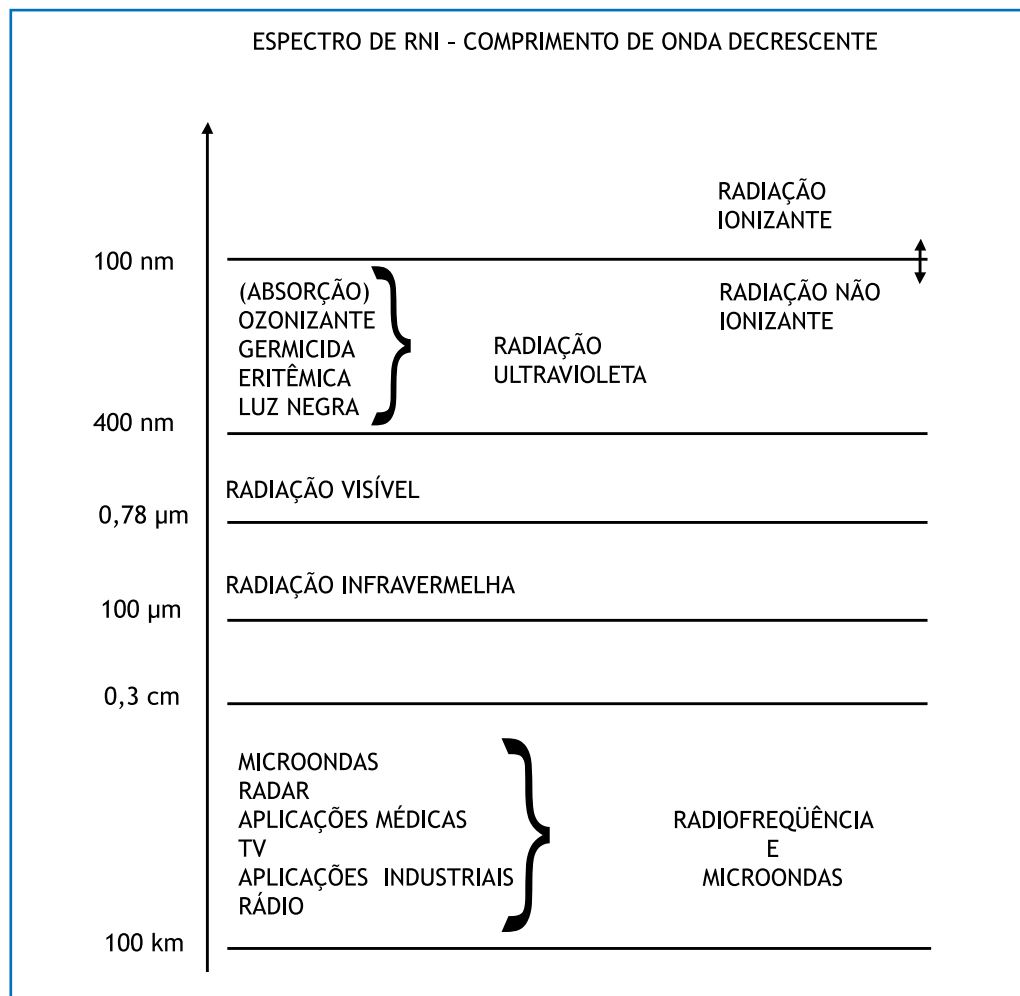 ESPECTRO DE RNI - COMPRIMENTO DE ONDA DECRESCENTE
RADIAÇÃO
IONIZANTE
100 nm
(ABSORÇÃO)
OZONIZANTE
GERMICIDA
ERITÊMICA
LUZ NEGRA
RADIAÇÃO
ULTRAVIOLETA
RADIAÇÃO NÃO
IONIZANTE
400 nm
RADIAÇÃO VISÍVEL
0,78 µm
RADIAÇÃO INFRAVERMELHA
100 µm
0,3 cm
MICROONDAS
RADAR
APLICAÇÕES MÉDICAS
TV
APLICAÇÕES INDUSTRIAIS
RÁDIO
RADIOFREQÜÊNCIA
E
MICROONDAS
100 km